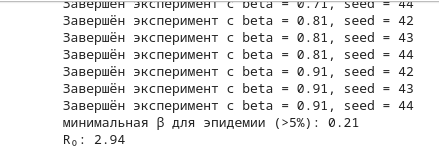 Завершён эксперимент с beta = 0.71, seed = 44
Завершён эксперимент с beta = 0.81, seed = 42
Завершён эксперимент с beta = 0.81, seed = 43
Завершён эксперимент с beta = 0.81, seed = 44
Завершён эксперимент с beta = 0.91, seed = 42
Завершён эксперимент с beta = 0.91, seed = 43
Завершён эксперимент с beta = 0.91, seed = 44
минимальная β для эпидемии (>5%): 0.21
R₀: 2.94